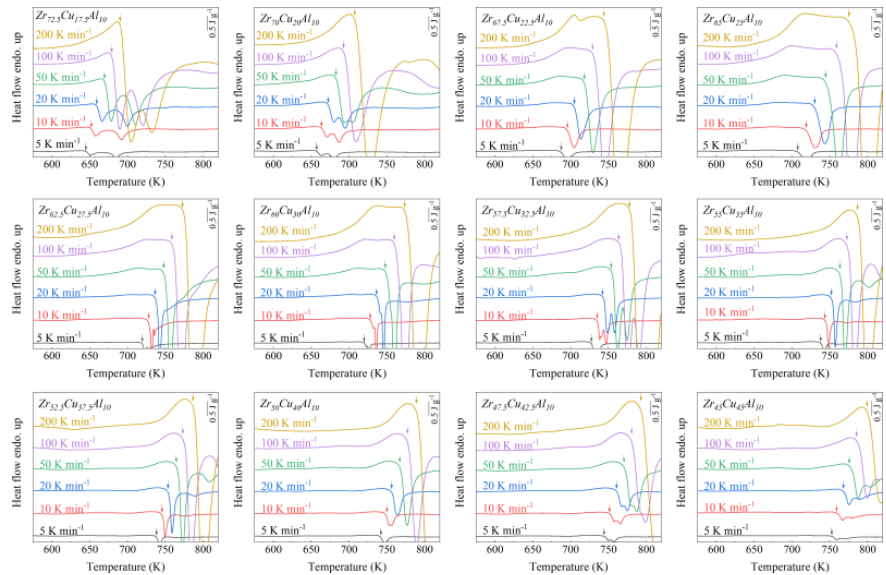 Zr72.5Cu17.5Al10
0.5 J g-1
Heat flow endo. up
200 K min-1
100 K min-1
50 K min-1
20 K min-1
10 K min-1
5 K min-1
600 650 700 750 800
Temperature (K)
Zr70Cu20Al10
0.5 J g-1
Heat flow endo. up
200 K min-1
100 K min-1
50 K min-1
20 K min-1
10 K min-1
5 K min-1
600 650 700 750 800
Temperature (K)
Zr67.5Cu22.5Al10
0.5 J g-1
Heat flow endo. up
200 K min-1
100 K min-1
50 K min-1
20 K min-1
10 K min-1
5 K min-1
600 650 700 750 800
Temperature (K)
Zr65Cu25Al10
0.5 J g-1
Heat flow endo. up
200 K min-1
100 K min-1
50 K min-1
20 K min-1
10 K min-1
5 K min-1
600 650 700 750 800
Temperature (K)
Zr62.5Cu27.5Al10
0.5 J g-1
Heat flow endo. up
200 K min-1
100 K min-1
50 K min-1
20 K min-1
10 K min-1
5 K min-1
600 650 700 750 800
Temperature (K)
Zr60Cu30Al10
0.5 J g-1
Heat flow endo. up
200 K min-1
100 K min-1
50 K min-1
20 K min-1
10 K min-1
5 K min-1
600 650 700 750 800
Temperature (K)
Zr57.5Cu32.5Al10
0.5 J g-1
Heat flow endo. up
200 K min-1
100 K min-1
50 K min-1
20 K min-1
10 K min-1
5 K min-1
600 650 700 750 800
Temperature (K)
Zr55Cu35Al10
0.5 J g-1
Heat flow endo. up
200 K min-1
100 K min-1
50 K min-1
20 K min-1
10 K min-1
5 K min-1
600 650 700 750 800
Temperature (K)
Zr52.5Cu37.5Al10
0.5 J g-1
Heat flow endo. up
200 K min-1
100 K min-1
50 K min-1
20 K min-1
10 K min-1
5 K min-1
600 650 700 750 800
Temperature (K)
Zr50Cu40Al10
0.5 J g-1
Heat flow endo. up
200 K min-1
100 K min-1
50 K min-1
20 K min-1
10 K min-1
5 K min-1
600 650 700 750 800
Temperature (K)
Zr47.5Cu42.5Al10
0.5 J g-1
Heat flow endo. up
200 K min-1
100 K min-1
50 K min-1
20 K min-1
10 K min-1
5 K min-1
600 650 700 750 800
Temperature (K)
Zr45Cu45Al10
0.5 J g-1
Heat flow endo. up
200 K min-1
100 K min-1
50 K min-1
20 K min-1
10 K min-1
5 K min-1
600 650 700 750 800
Temperature (K)